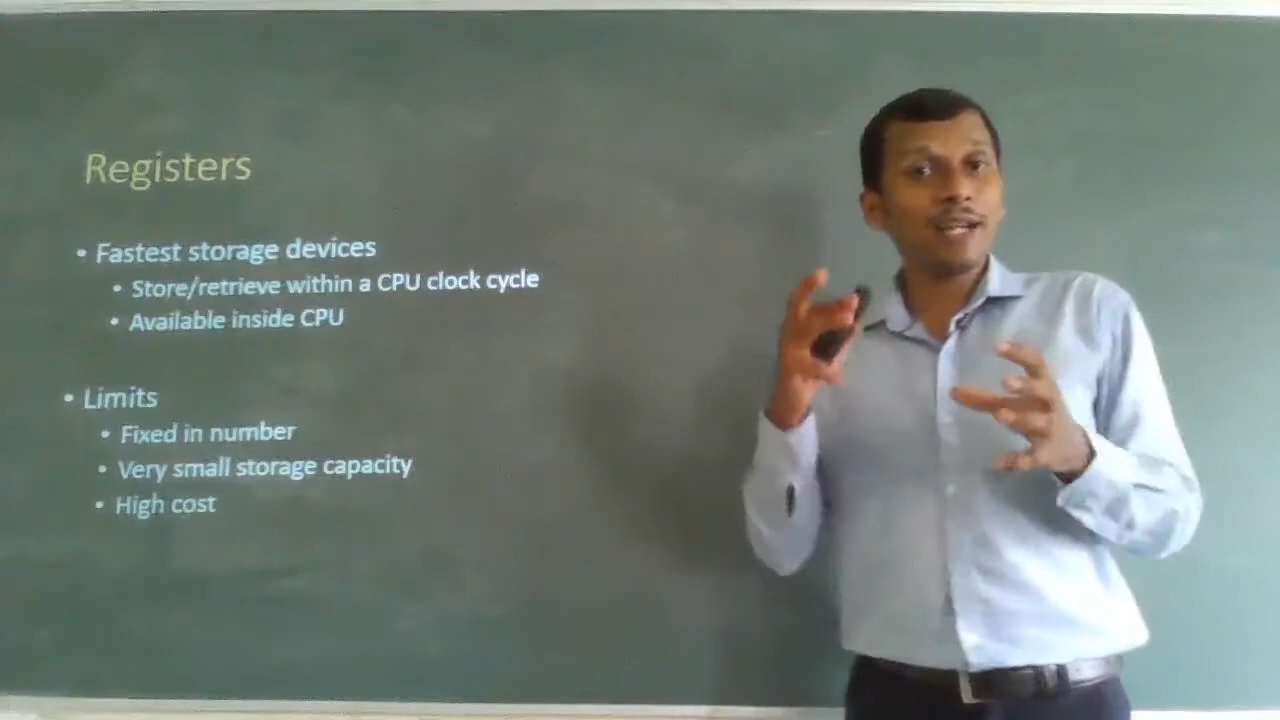 Registers
• Fastest storage devices
• Store/retrieve within a CPU clock cycle
• Available inside CPU
• Limits
• Fixed in number
• Very small storage capacity
• High cost